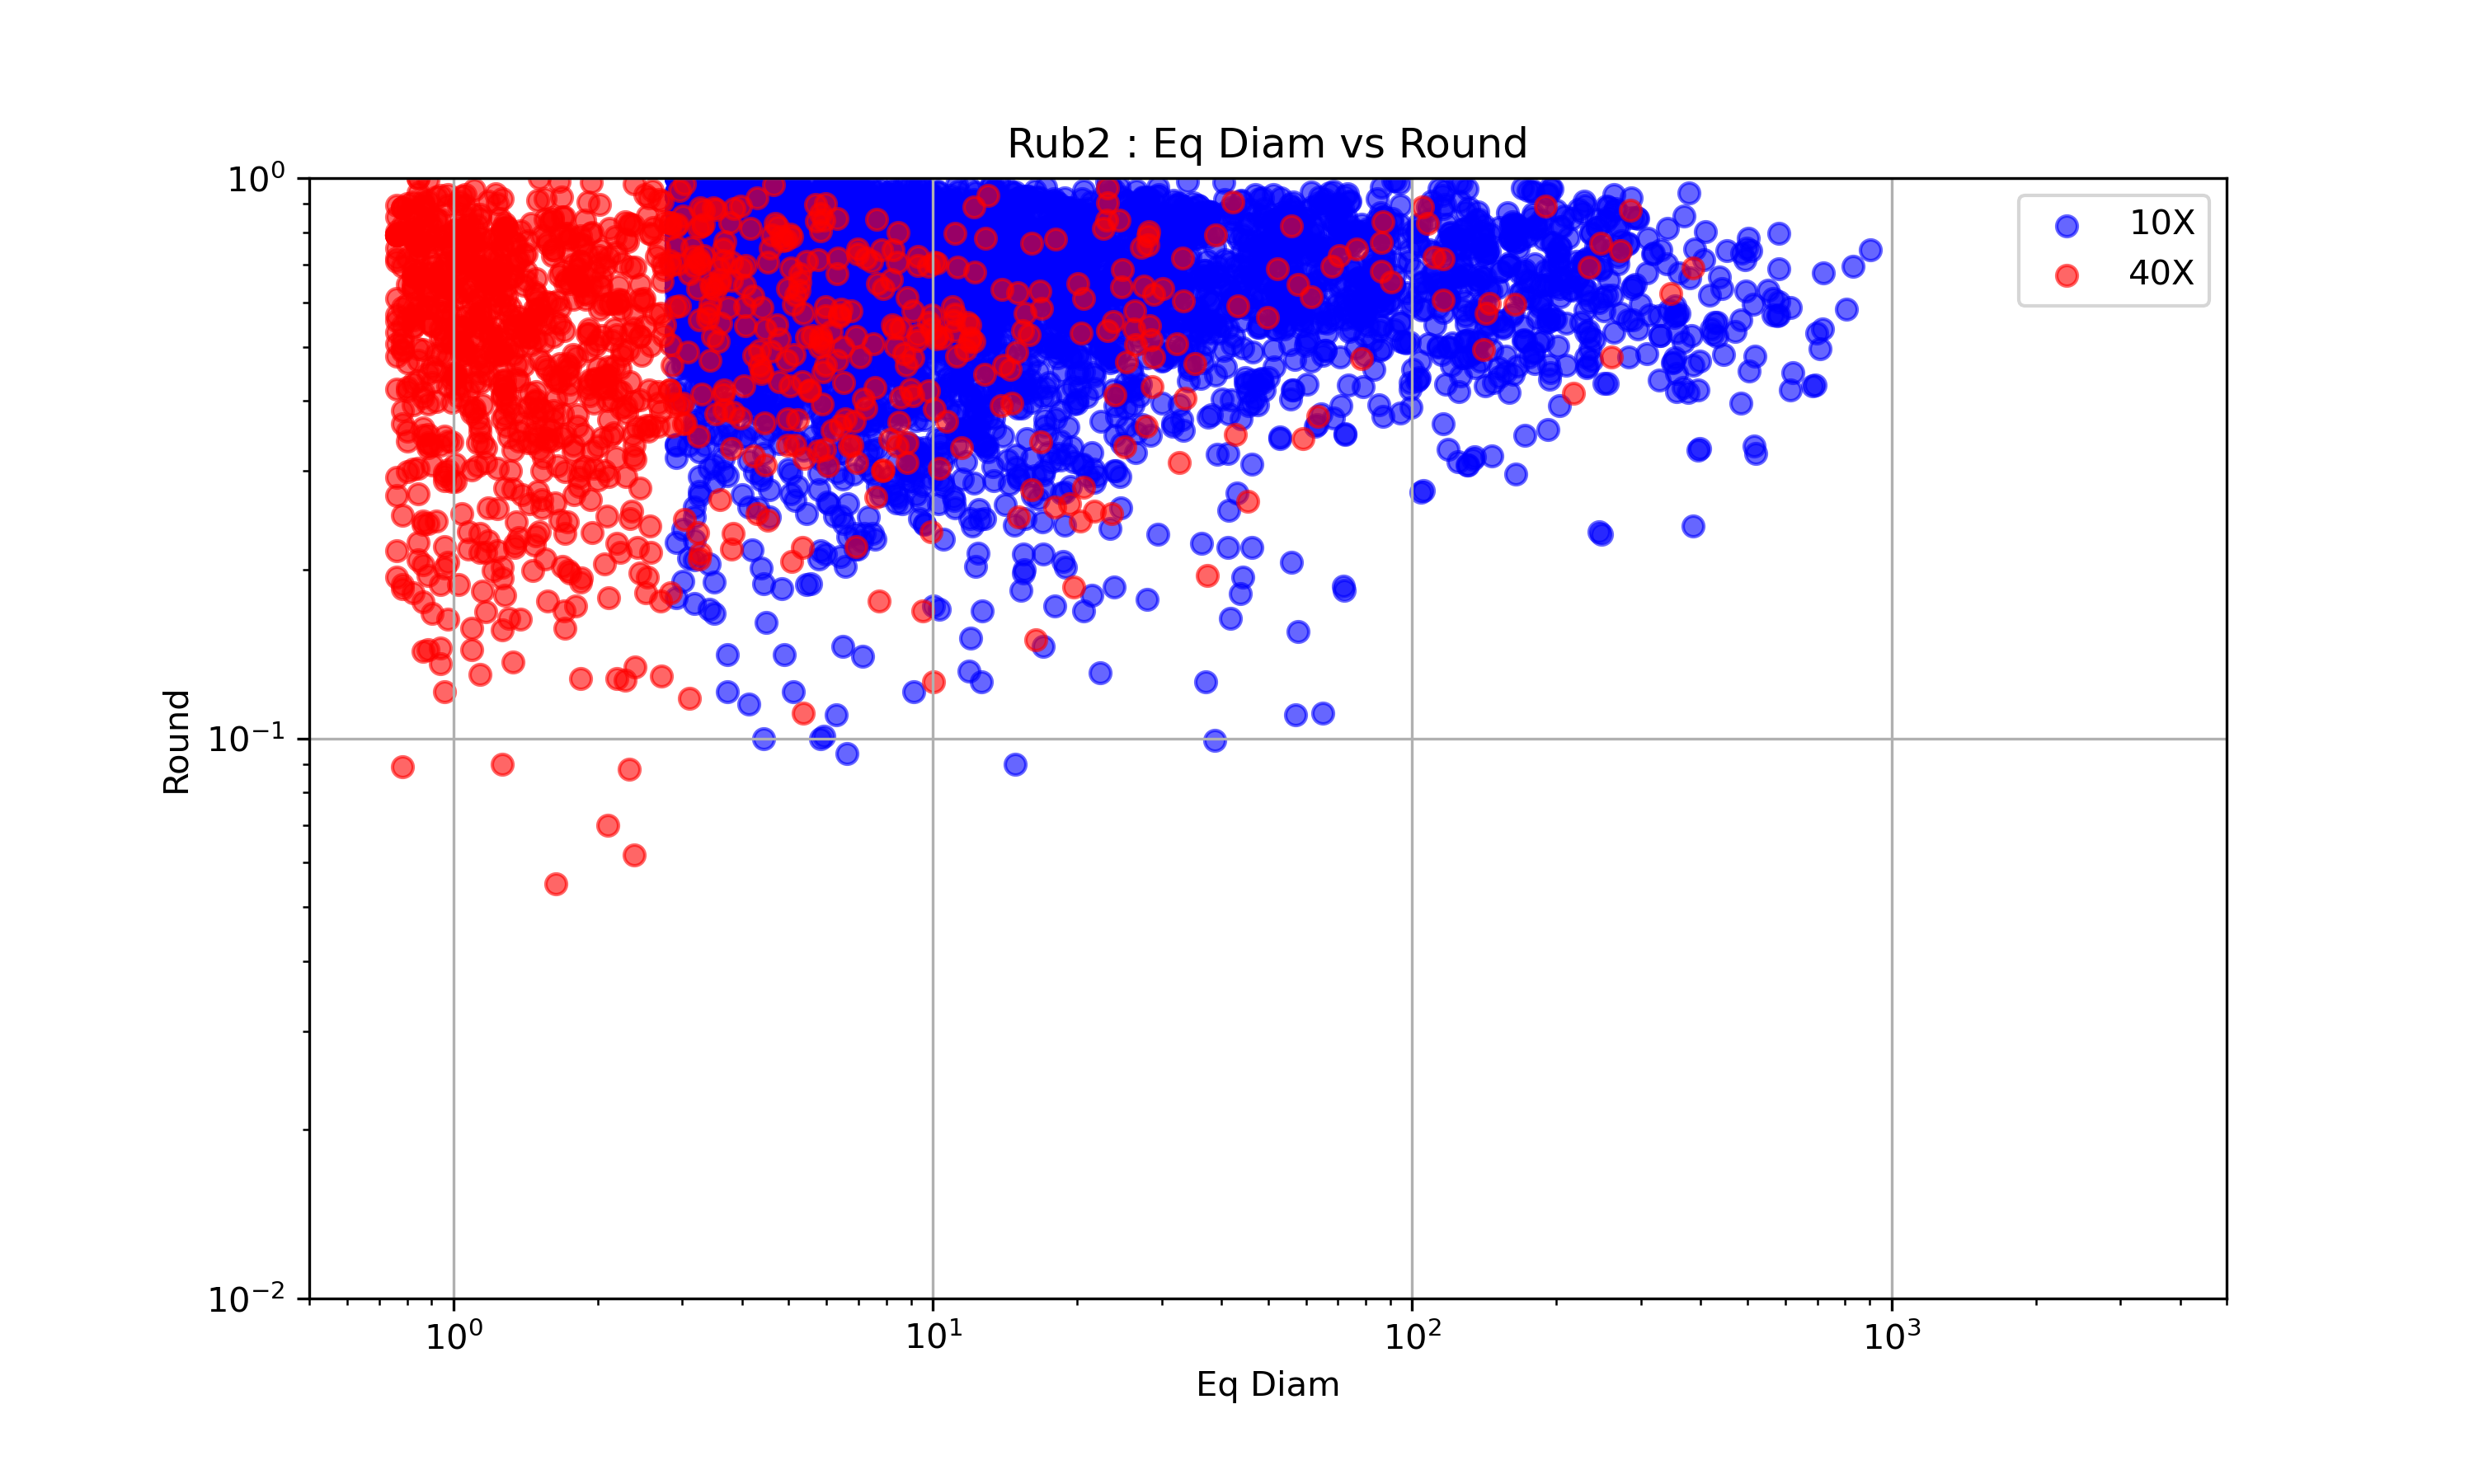 Rub2 : Eq Diam vs Round
10⁰
10⁻¹
10⁻²
Round
10X
40X
10⁰ 10¹ 10² 10³
Eq Diam